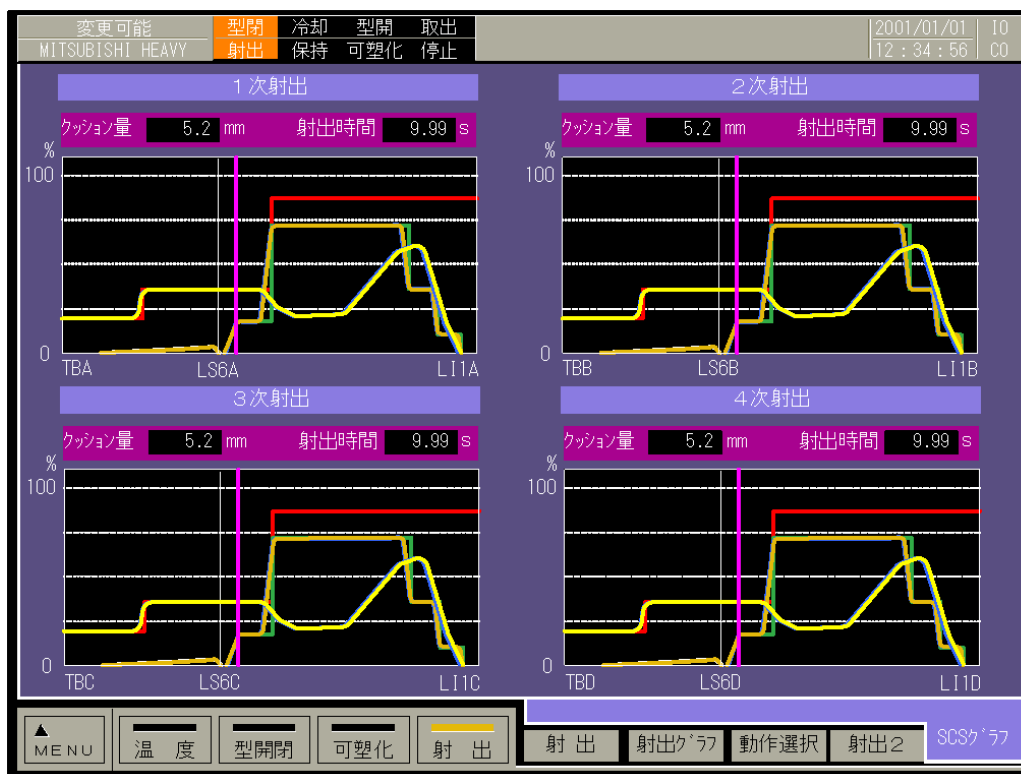 変更可能 型閉 冷却 型開 取出 2001/01/01 IO
MITSUBISHI HEAVY 射出 保持 可塑化 停止 12:34:56 CO
1次射出
クッション量 5.2 mm 射出時間 9.99 s
%
100
0
TBA LS6A LI1A
2次射出
クッション量 5.2 mm 射出時間 9.99 s
%
100
0
TBB LS6B LI1B
3次射出
クッション量 5.2 mm 射出時間 9.99 s
%
100
0
TBC LS6C LI1C
4次射出
クッション量 5.2 mm 射出時間 9.99 s
%
100
0
TBD LS6D LI1D
▲
MENU 温度 型開閉 可塑化 射出 射出 射出グラフ 動作選択 射出2 SCSグラフ